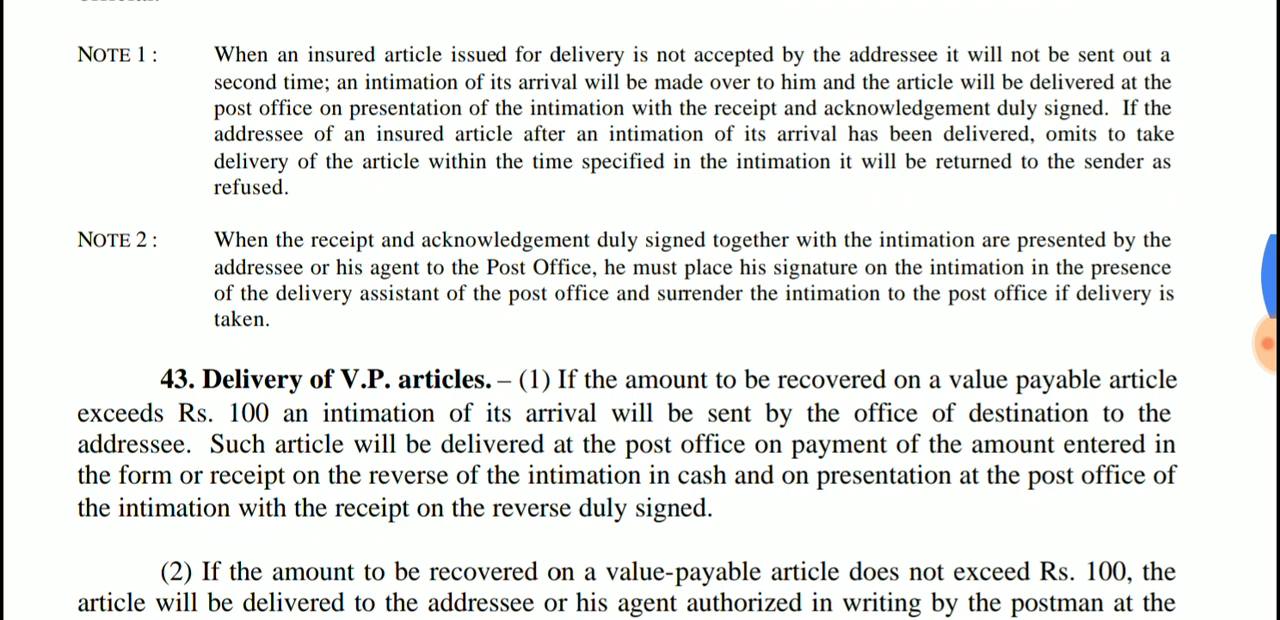 NOTE 1 : When an insured article issued for delivery is not accepted by the addressee it will not be sent out a
second time; an intimation of its arrival will be made over to him and the article will be delivered at the
post office on presentation of the intimation with the receipt and acknowledgement duly signed. If the
addressee of an insured article after an intimation of its arrival has been delivered, omits to take
delivery of the article within the time specified in the intimation it will be returned to the sender as
refused.
NOTE 2 : When the receipt and acknowledgement duly signed together with the intimation are presented by the
addressee or his agent to the Post Office, he must place his signature on the intimation in the presence
of the delivery assistant of the post office and surrender the intimation to the post office if delivery is
taken.
43. Delivery of V.P. articles. – (1) If the amount to be recovered on a value payable article
exceeds Rs. 100 an intimation of its arrival will be sent by the office of destination to the
addressee. Such article will be delivered at the post office on payment of the amount entered in
the form or receipt on the reverse of the intimation in cash and on presentation at the post office of
the intimation with the receipt on the reverse duly signed.
(2) If the amount to be recovered on a value-payable article does not exceed Rs. 100, the
article will be delivered to the addressee or his agent authorized in writing by the postman at the